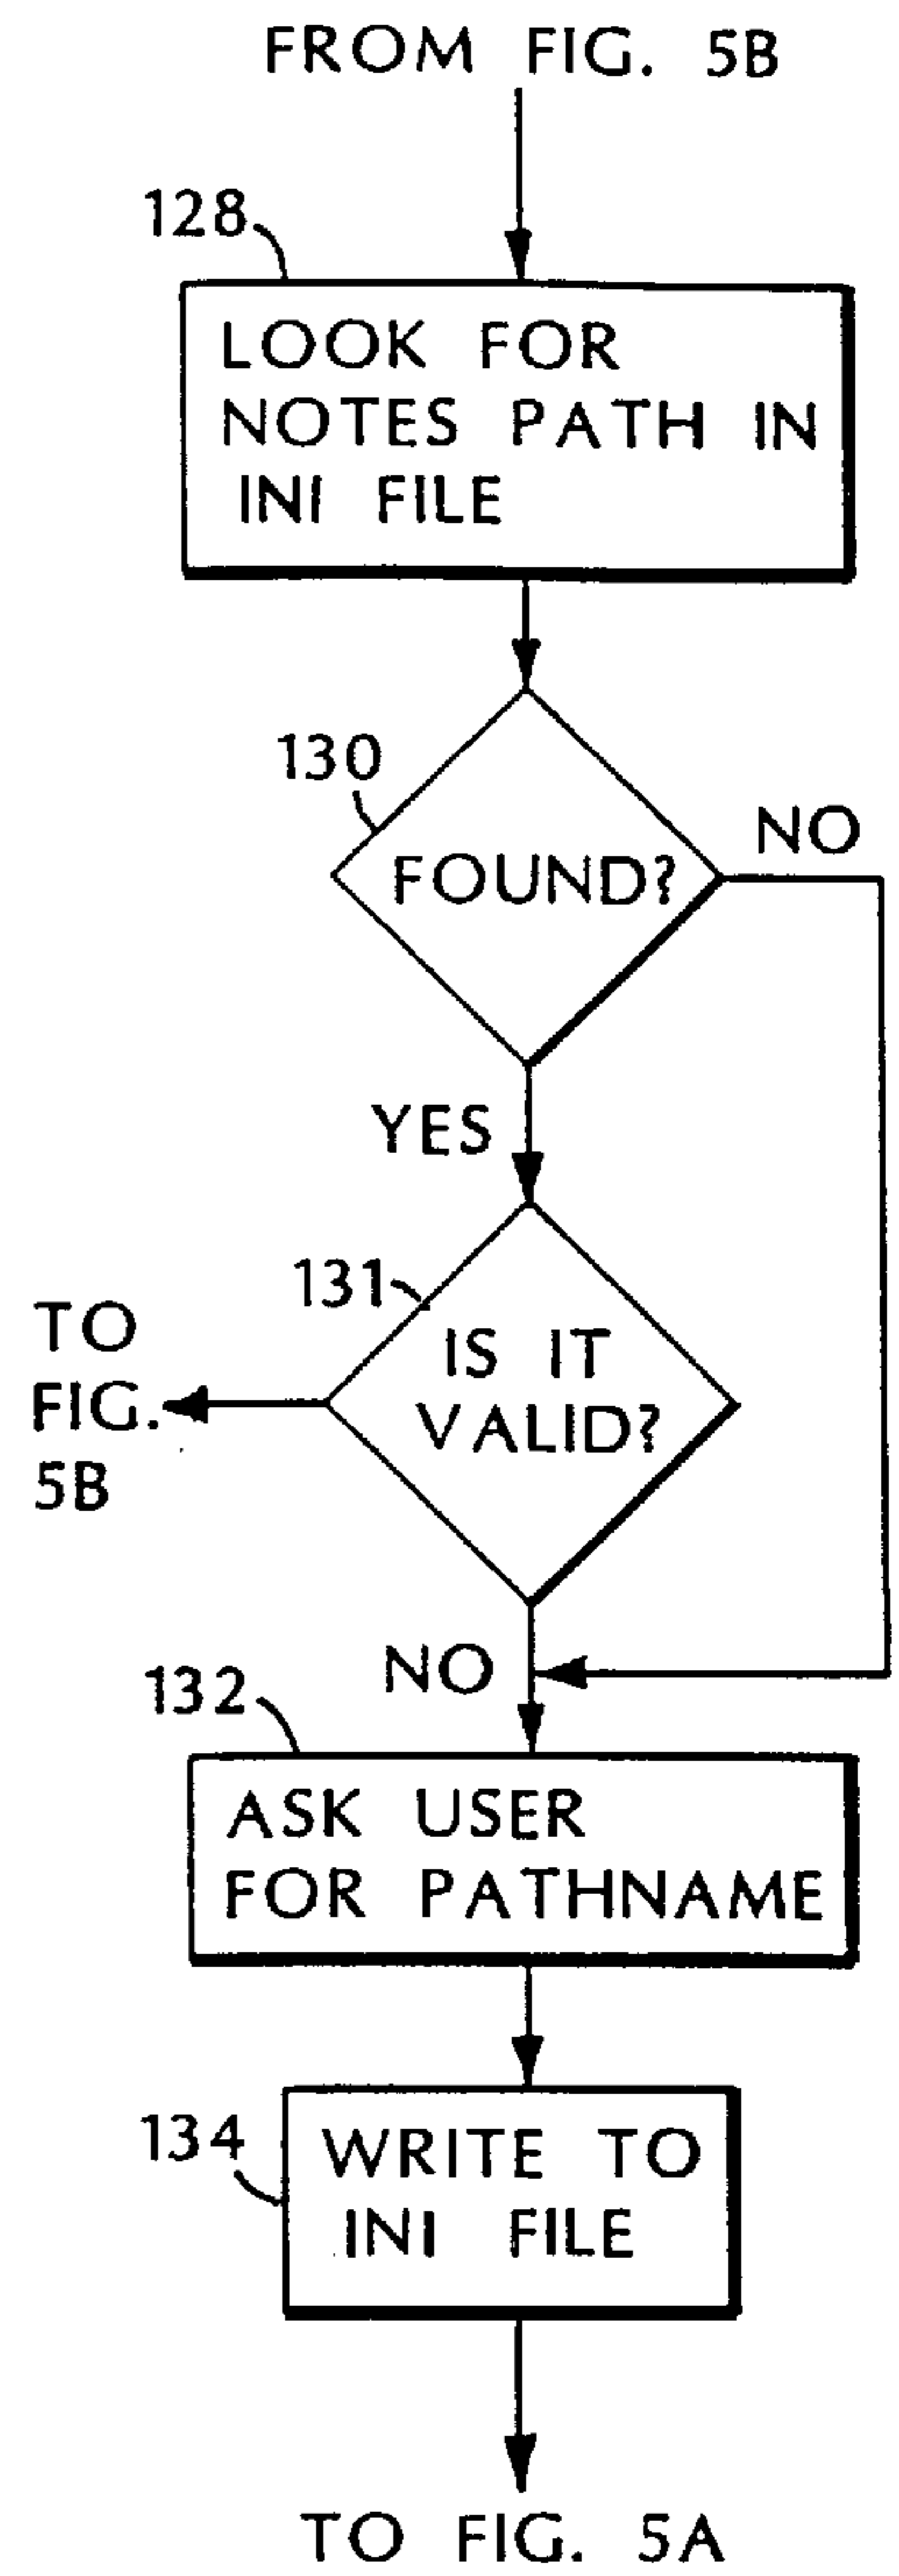 FROM FIG. 5B
128
LOOK FOR
NOTES PATH IN
INI FILE
130
FOUND?
NO
YES
131
IS IT
VALID?
TO
FIG.
5B
NO
132
ASK USER
FOR PATHNAME
134
WRITE TO
INI FILE
TO FIG. 5A